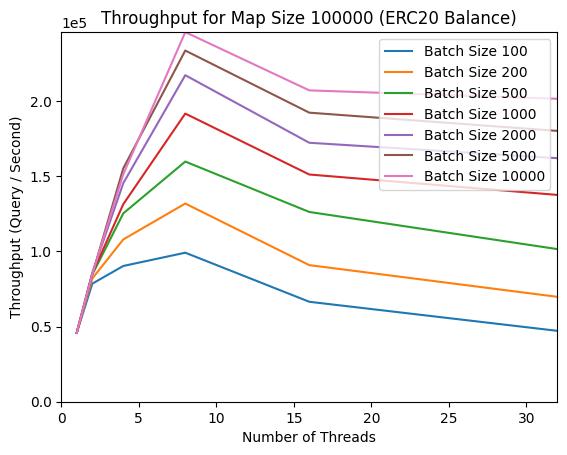 Throughput for Map Size 100000 (ERC20 Balance)
1e5
Batch Size 100
Batch Size 200
Batch Size 500
Batch Size 1000
Batch Size 2000
Batch Size 5000
Batch Size 10000
Throughput (Query / Second)
2.0
1.5
1.0
0.5
0.0
0 5 10 15 20 25 30
Number of Threads